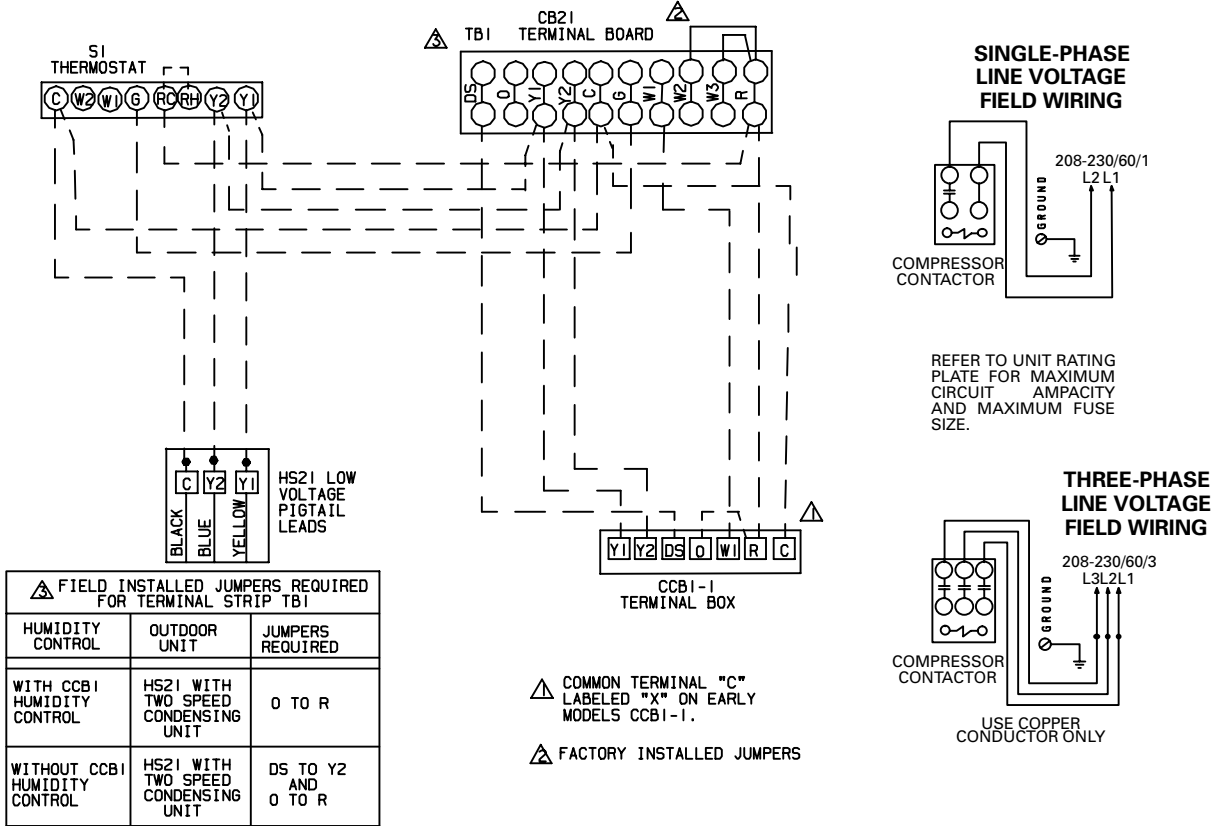 S1
THERMOSTAT
C W2 W1 G RC RH Y2 Y1
3
TB1
CB21
TERMINAL BOARD
2
DS O Y1 Y2 C G W1 W2 W3 R
HS21 LOW
VOLTAGE
PIGTAIL
LEADS
C Y2 Y1
BLACK
BLUE
YELLOW
1
Y1 Y2 DS O W1 R C
CCB1-1
TERMINAL BOX
3 FIELD INSTALLED JUMPERS REQUIRED
FOR TERMINAL STRIP TB1
HUMIDITY
CONTROL
OUTDOOR
UNIT
JUMPERS
REQUIRED
WITH CCB1
HUMIDITY
CONTROL
HS21 WITH
TWO SPEED
CONDENSING
UNIT
O TO R
WITHOUT CCB1
HUMIDITY
CONTROL
HS21 WITH
TWO SPEED
CONDENSING
UNIT
DS TO Y2
AND
O TO R
1 COMMON TERMINAL "C"
LABELED "X" ON EARLY
MODELS CCB1-1.
2 FACTORY INSTALLED JUMPERS
SINGLE-PHASE
LINE VOLTAGE
FIELD WIRING
208-230/60/1
L2 L1
GROUND
COMPRESSOR
CONTACTOR
REFER TO UNIT RATING
PLATE FOR MAXIMUM
CIRCUIT AMPACITY
AND MAXIMUM FUSE
SIZE.
THREE-PHASE
LINE VOLTAGE
FIELD WIRING
208-230/60/3
L3L2L1
GROUND
COMPRESSOR
CONTACTOR
USE COPPER
CONDUCTOR ONLY